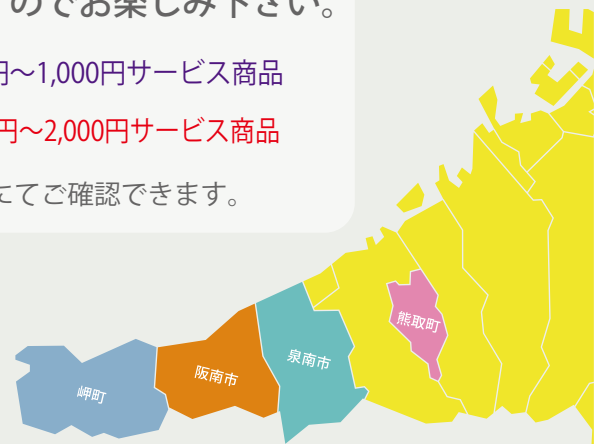 のでお楽しみ下さい。
円～1,000円サービス商品
円～2,000円サービス商品
にてご確認できます。
熊取町
泉南市
阪南市
岬町